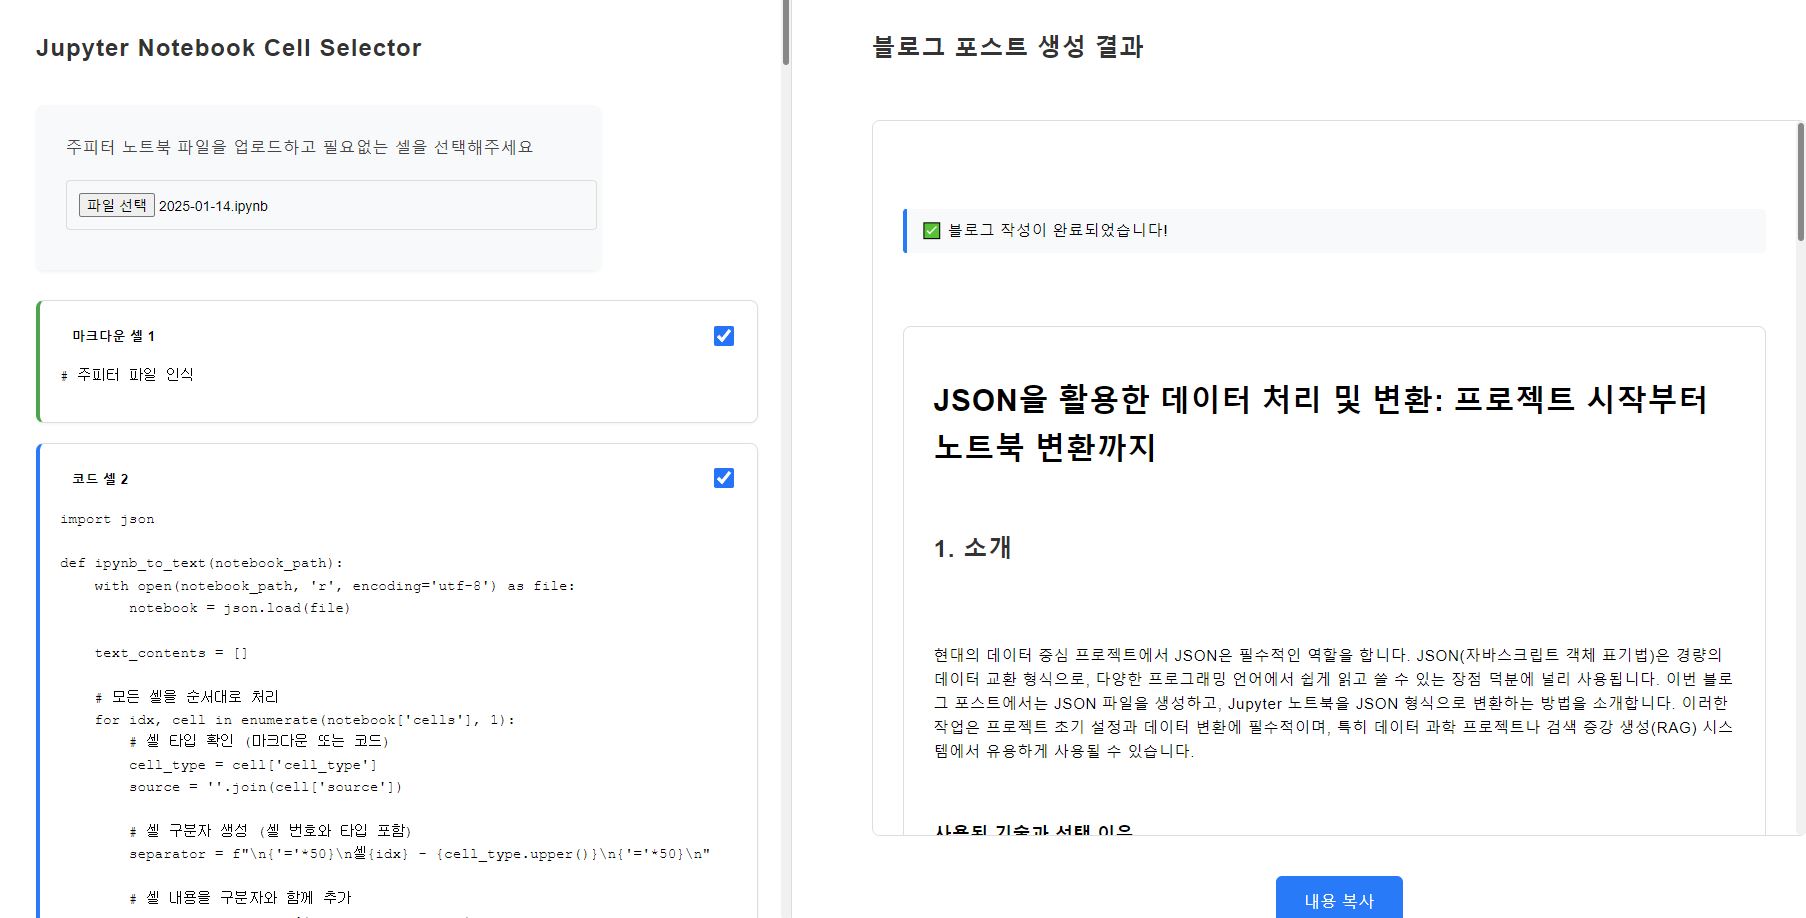 Jupyter Notebook Cell Selector
주피터 노트북 파일을 업로드하고 필요없는 셀을 선택해주세요
파일 선택 2025-01-14.ipynb
마크다운 셀 1
# 주피터 파일 인식
코드 셀 2
import json
def ipynb_to_text(notebook_path):
    with open(notebook_path, 'r', encoding='utf-8') as file:
        notebook = json.load(file)
    text_contents = []
    # 모든 셀을 순서대로 처리
    for idx, cell in enumerate(notebook['cells'], 1):
        # 셀 타입 확인 (마크다운 또는 코드)
        cell_type = cell['cell_type']
        source = ''.join(cell['source'])
        # 셀 구분자 생성 (셀 번호와 타입 포함)
        separator = f"\n{'='*50}\n셀{idx} - {cell_type.upper()}\n{'='*50}\n"
        # 셀 내용을 구분자와 함께 추가
블로그 포스트 생성 결과
✅ 블로그 작성이 완료되었습니다!
JSON을 활용한 데이터 처리 및 변환: 프로젝트 시작부터
노트북 변환까지
1. 소개
현대의 데이터 중심 프로젝트에서 JSON은 필수적인 역할을 합니다. JSON(자바스크립트 객체 표기법)은 경량의
데이터 교환 형식으로, 다양한 프로그래밍 언어에서 쉽게 읽고 쓸 수 있는 장점 덕분에 널리 사용됩니다. 이번 블로
그 포스트에서는 JSON 파일을 생성하고, Jupyter 노트북을 JSON 형식으로 변환하는 방법을 소개합니다. 이러한
작업은 프로젝트 초기 설정과 데이터 변환에 필수적이며, 특히 데이터 과학 프로젝트나 검색 증강 생성(RAG) 시스
템에서 유용하게 사용될 수 있습니다.
사용된 기술과 선택 이유
내용 복사